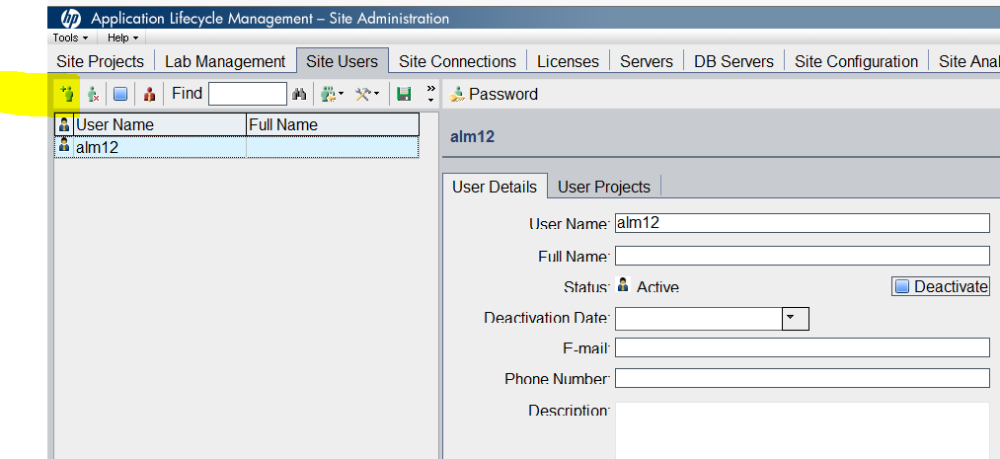 hp Application Lifecycle Management – Site Administration
Tools Help
Site Projects Lab Management Site Users Site Connections Licenses Servers DB Servers Site Configuration Site Anal
Find Password
User Name Full Name
alm12
alm12
User Details User Projects
User Name: alm12
Full Name:
Status: Active Deactivate
Deactivation Date:
E-mail:
Phone Number:
Description: